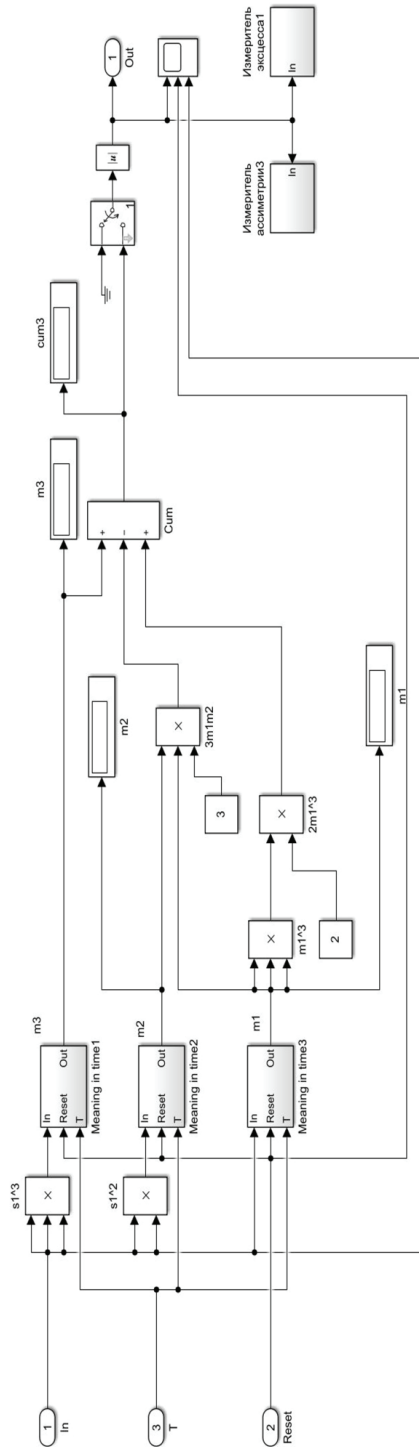 1
In
3
T
2
Reset
s1^3
×
s1^2
×
m3
In
Reset
T
Out
Meaning in time1
m2
In
Reset
T
Out
Meaning in time2
m1
In
Reset
T
Out
Meaning in time3
×
m1^3
2
×
2m1^3
3
×
3m1m2
m2
m1
m3
cum3
+
−
+
Cum
1
|u|
1
Out
Измеритель
эксцесса1
In
Измеритель
ассиметрии3
In